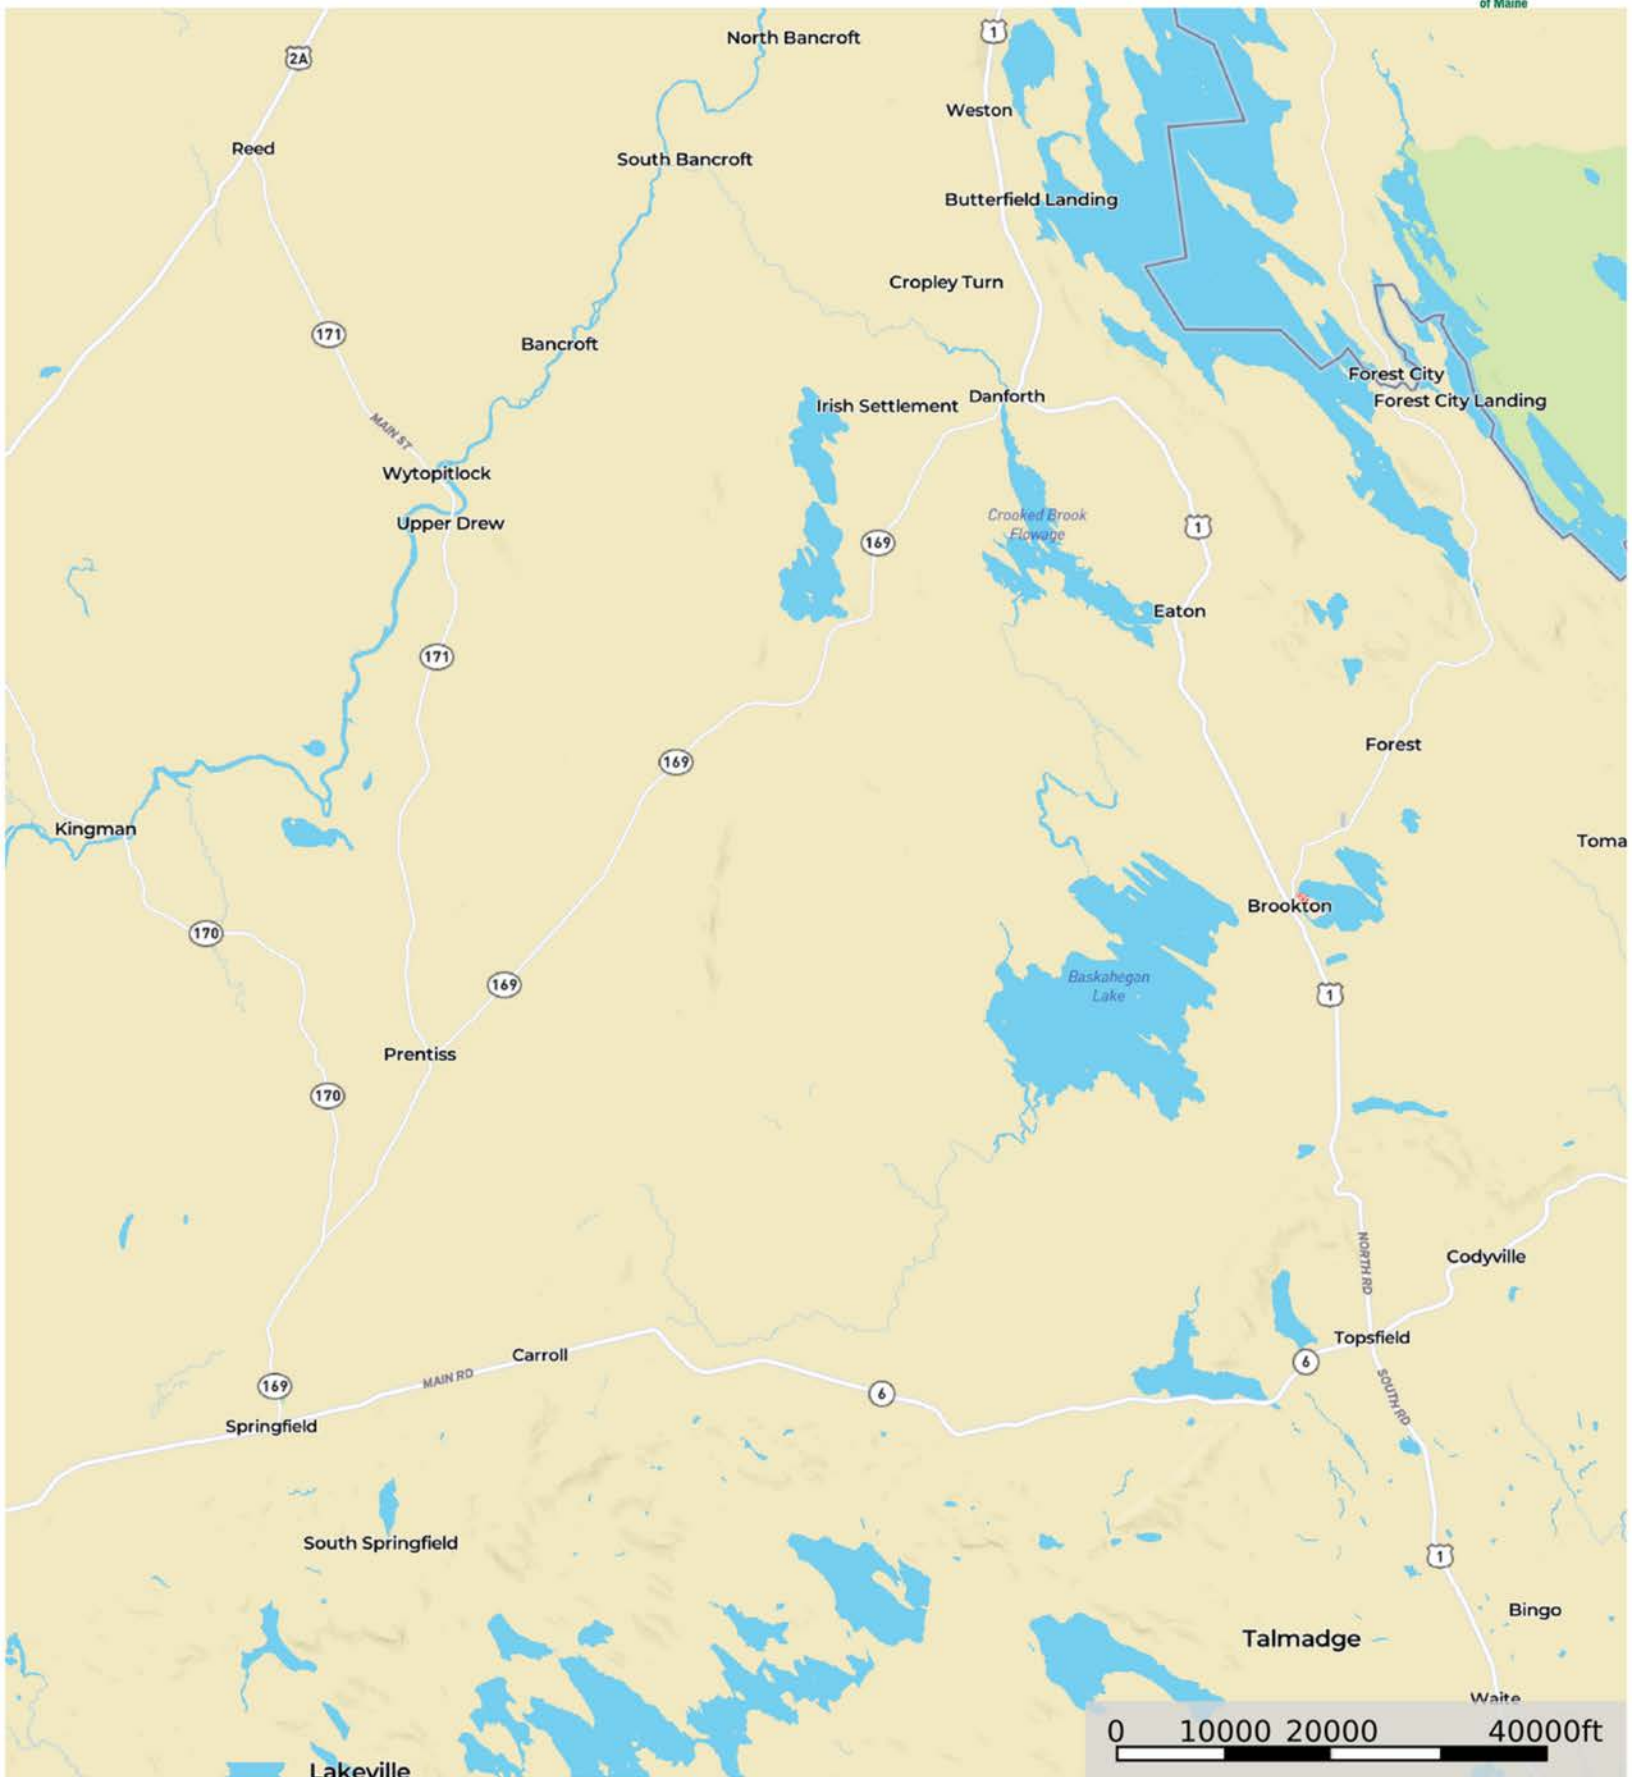 of Maine
North Bancroft
1
2A
Weston
Reed
South Bancroft
Butterfield Landing
Cropley Turn
171
Bancroft
Forest City
Danforth
Forest City Landing
Irish Settlement
MAIN ST
Wytopitlock
Crooked Brook
Flowage
Upper Drew
1
169
Eaton
171
Forest
169
Kingman
Toma
Brookton
170
Baskahegan
Lake
169
1
Prentiss
170
NORTH RD
Codyville
Topsfield
Carroll
6
MAIN RD
169
6
SOUTH RD
Springfield
South Springfield
1
Bingo
Talmadge
Waite
0 10000 20000 40000ft
Lakeville